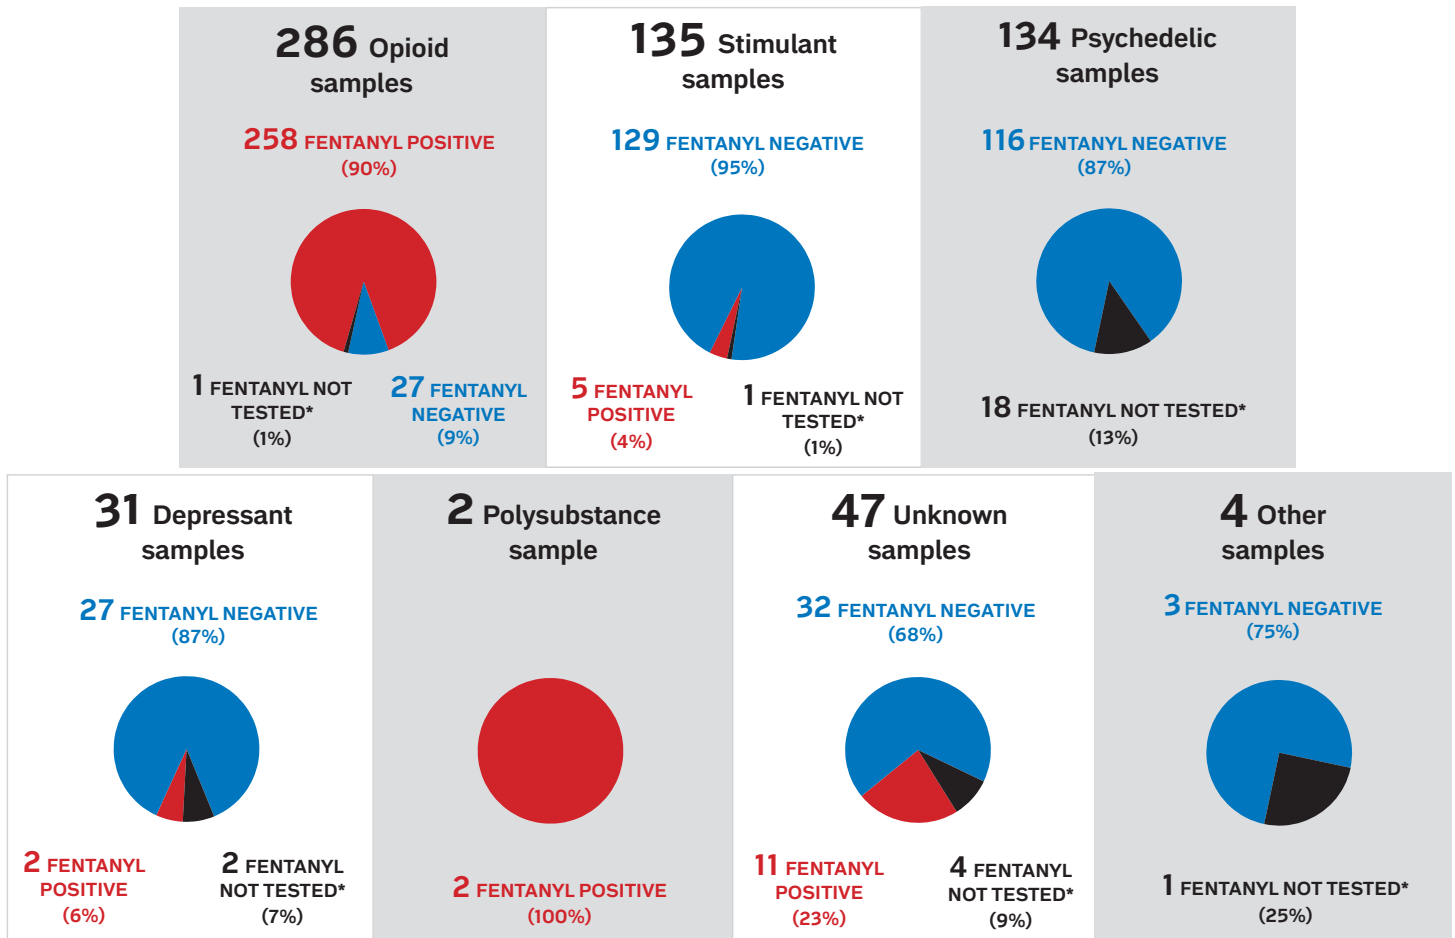 286 Opioid
samples
258 FENTANYL POSITIVE
(90%)
1 FENTANYL NOT
TESTED*
(1%)
27 FENTANYL
NEGATIVE
(9%)
135 Stimulant
samples
129 FENTANYL NEGATIVE
(95%)
5 FENTANYL
POSITIVE
(4%)
1 FENTANYL NOT
TESTED*
(1%)
134 Psychedelic
samples
116 FENTANYL NEGATIVE
(87%)
18 FENTANYL NOT TESTED*
(13%)
31 Depressant
samples
27 FENTANYL NEGATIVE
(87%)
2 FENTANYL
POSITIVE
(6%)
2 FENTANYL
NOT TESTED*
(7%)
2 Polysubstance
sample
2 FENTANYL POSITIVE
(100%)
47 Unknown
samples
32 FENTANYL NEGATIVE
(68%)
11 FENTANYL
POSITIVE
(23%)
4 FENTANYL
NOT TESTED*
(9%)
4 Other
samples
3 FENTANYL NEGATIVE
(75%)
1 FENTANYL NOT TESTED*
(25%)